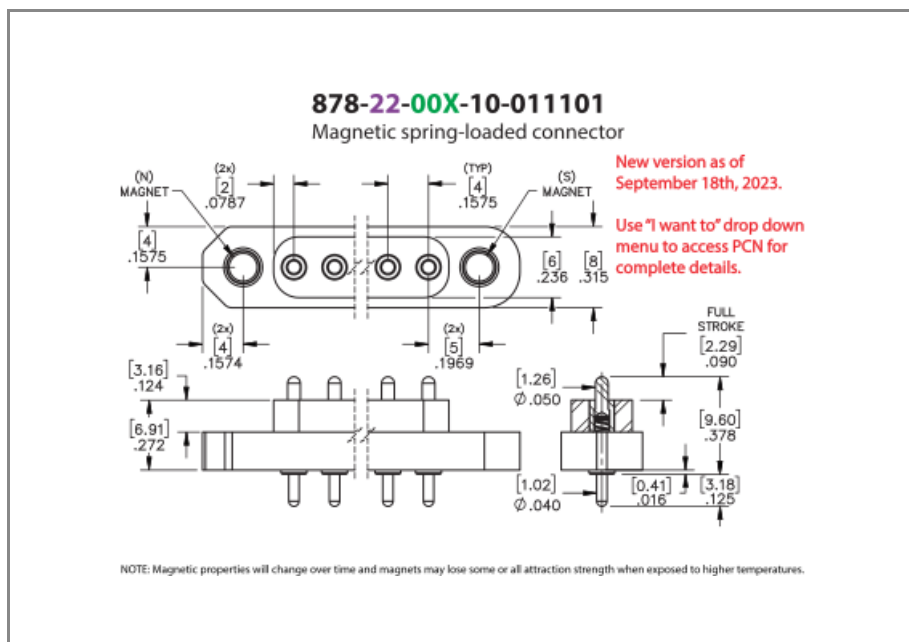 878-22-00X-10-011101
Magnetic spring-loaded connector
New version as of
September 18th, 2023.
Use "I want to" drop down
menu to access PCN for
complete details.
(N)
MAGNET
(2x)
[2]
.0787
(TYP)
[4]
.1575
(S)
MAGNET
[4]
.1575
[6]
.236
[8]
.315
(2x)
[4]
.1574
(2x)
[5]
.1969
FULL
STROKE
[2.29]
.090
[3.16]
.124
[6.91]
.272
[1.26]
Ø.050
[9.60]
.378
[1.02]
Ø.040
[0.41]
.016
[3.18]
.125
NOTE: Magnetic properties will change over time and magnets may lose some or all attraction strength when exposed to higher temperatures.